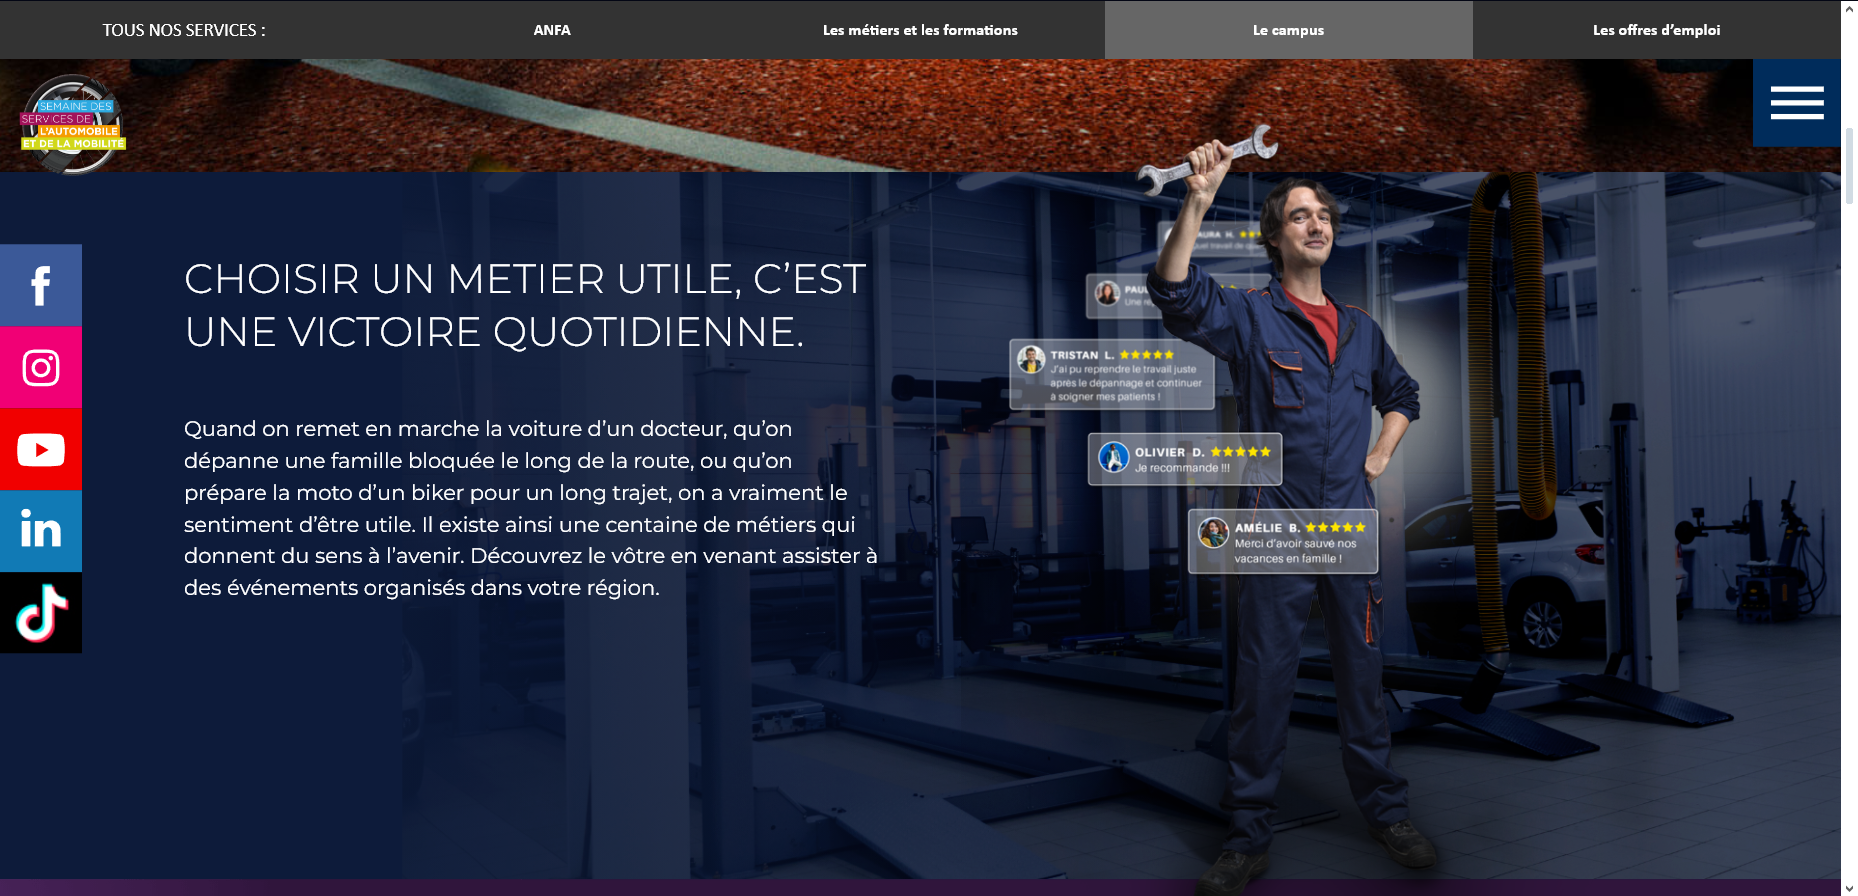 TOUS NOS SERVICES :
ANFA
Les métiers et les formations
Le campus
Les offres d'emploi
SEMAINE DES
SERVICES DE
L'AUTOMOBILE
ET DE LA MOBILITÉ
CHOISIR UN METIER UTILE, C'EST
UNE VICTOIRE QUOTIDIENNE.
Quand on remet en marche la voiture d'un docteur, qu'on
dépanne une famille bloquée le long de la route, ou qu'on
prépare la moto d'un biker pour un long trajet, on a vraiment le
sentiment d'être utile. Il existe ainsi une centaine de métiers qui
donnent du sens à l'avenir. Découvrez le vôtre en venant assister à
des événements organisés dans votre région.
H.
travail de
Une
TRISTAN L.
J'ai pu reprendre le travail juste
après le dépannage et continuer
à soigner mes patients !
OLIVIER D.
Je recommande !!!
AMÉLIE B.
Merci d'avoir sauvé nos
vacances en famille !